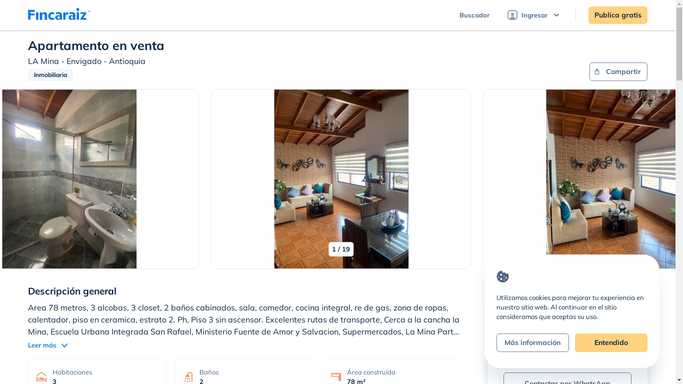 Fincaraiz
Buscador
Ingresar
Publica gratis
Apartamento en venta
LA Mina - Envigado - Antioquia
Inmobiliaria
Compartir
1 / 19
Descripción general
Area 78 metros, 3 alcobas, 3 closet, 2 baños cabinados, sala, comedor, cocina integral, re de gas, zona de ropas,
calentador, piso en ceramica, estrato 2. Ph, Piso 3 sin ascensor. Excelentes rutas de transporte, Cerca a la cancha la
Mina, Escuela Urbana Integrada San Rafael, Ministerio Fuente de Amor y Salvacion, Supermercados, La Mina Part...
Leer más
Habitaciones
3
Baños
2
Área construida
78 m²
Utilizamos cookies para mejorar tu experiencia en
nuestro sitio web. Al continuar en el sitio
consideramos que aceptas su uso.
Más información
Entendido
Contactar por WhatsApp